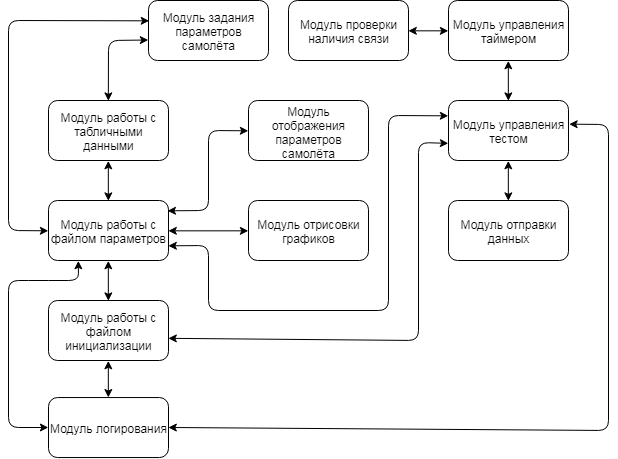 Модуль задания
параметров
самолёта
Модуль проверки
наличия связи
Модуль управления
таймером
Модуль работы с
табличными
данными
Модуль
отображения
параметров
самолёта
Модуль управления
тестом
Модуль работы с
файлом параметров
Модуль отрисовки
графиков
Модуль отправки
данных
Модуль работы с
файлом
инициализации
Модуль логирования